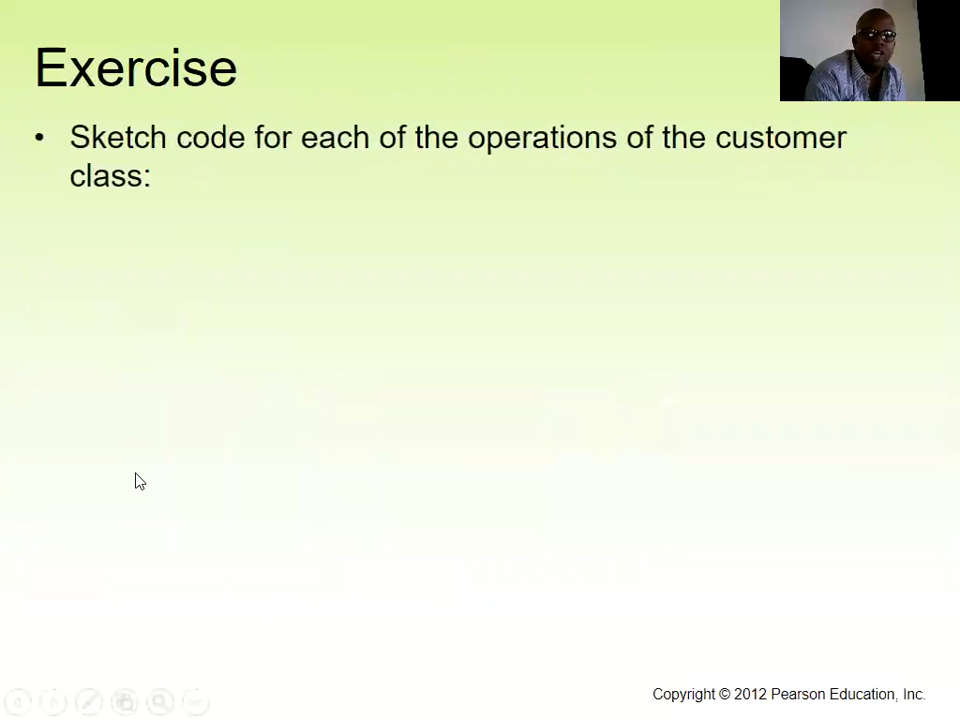 Exercise
• Sketch code for each of the operations of the customer
class:
Copyright © 2012 Pearson Education, Inc.